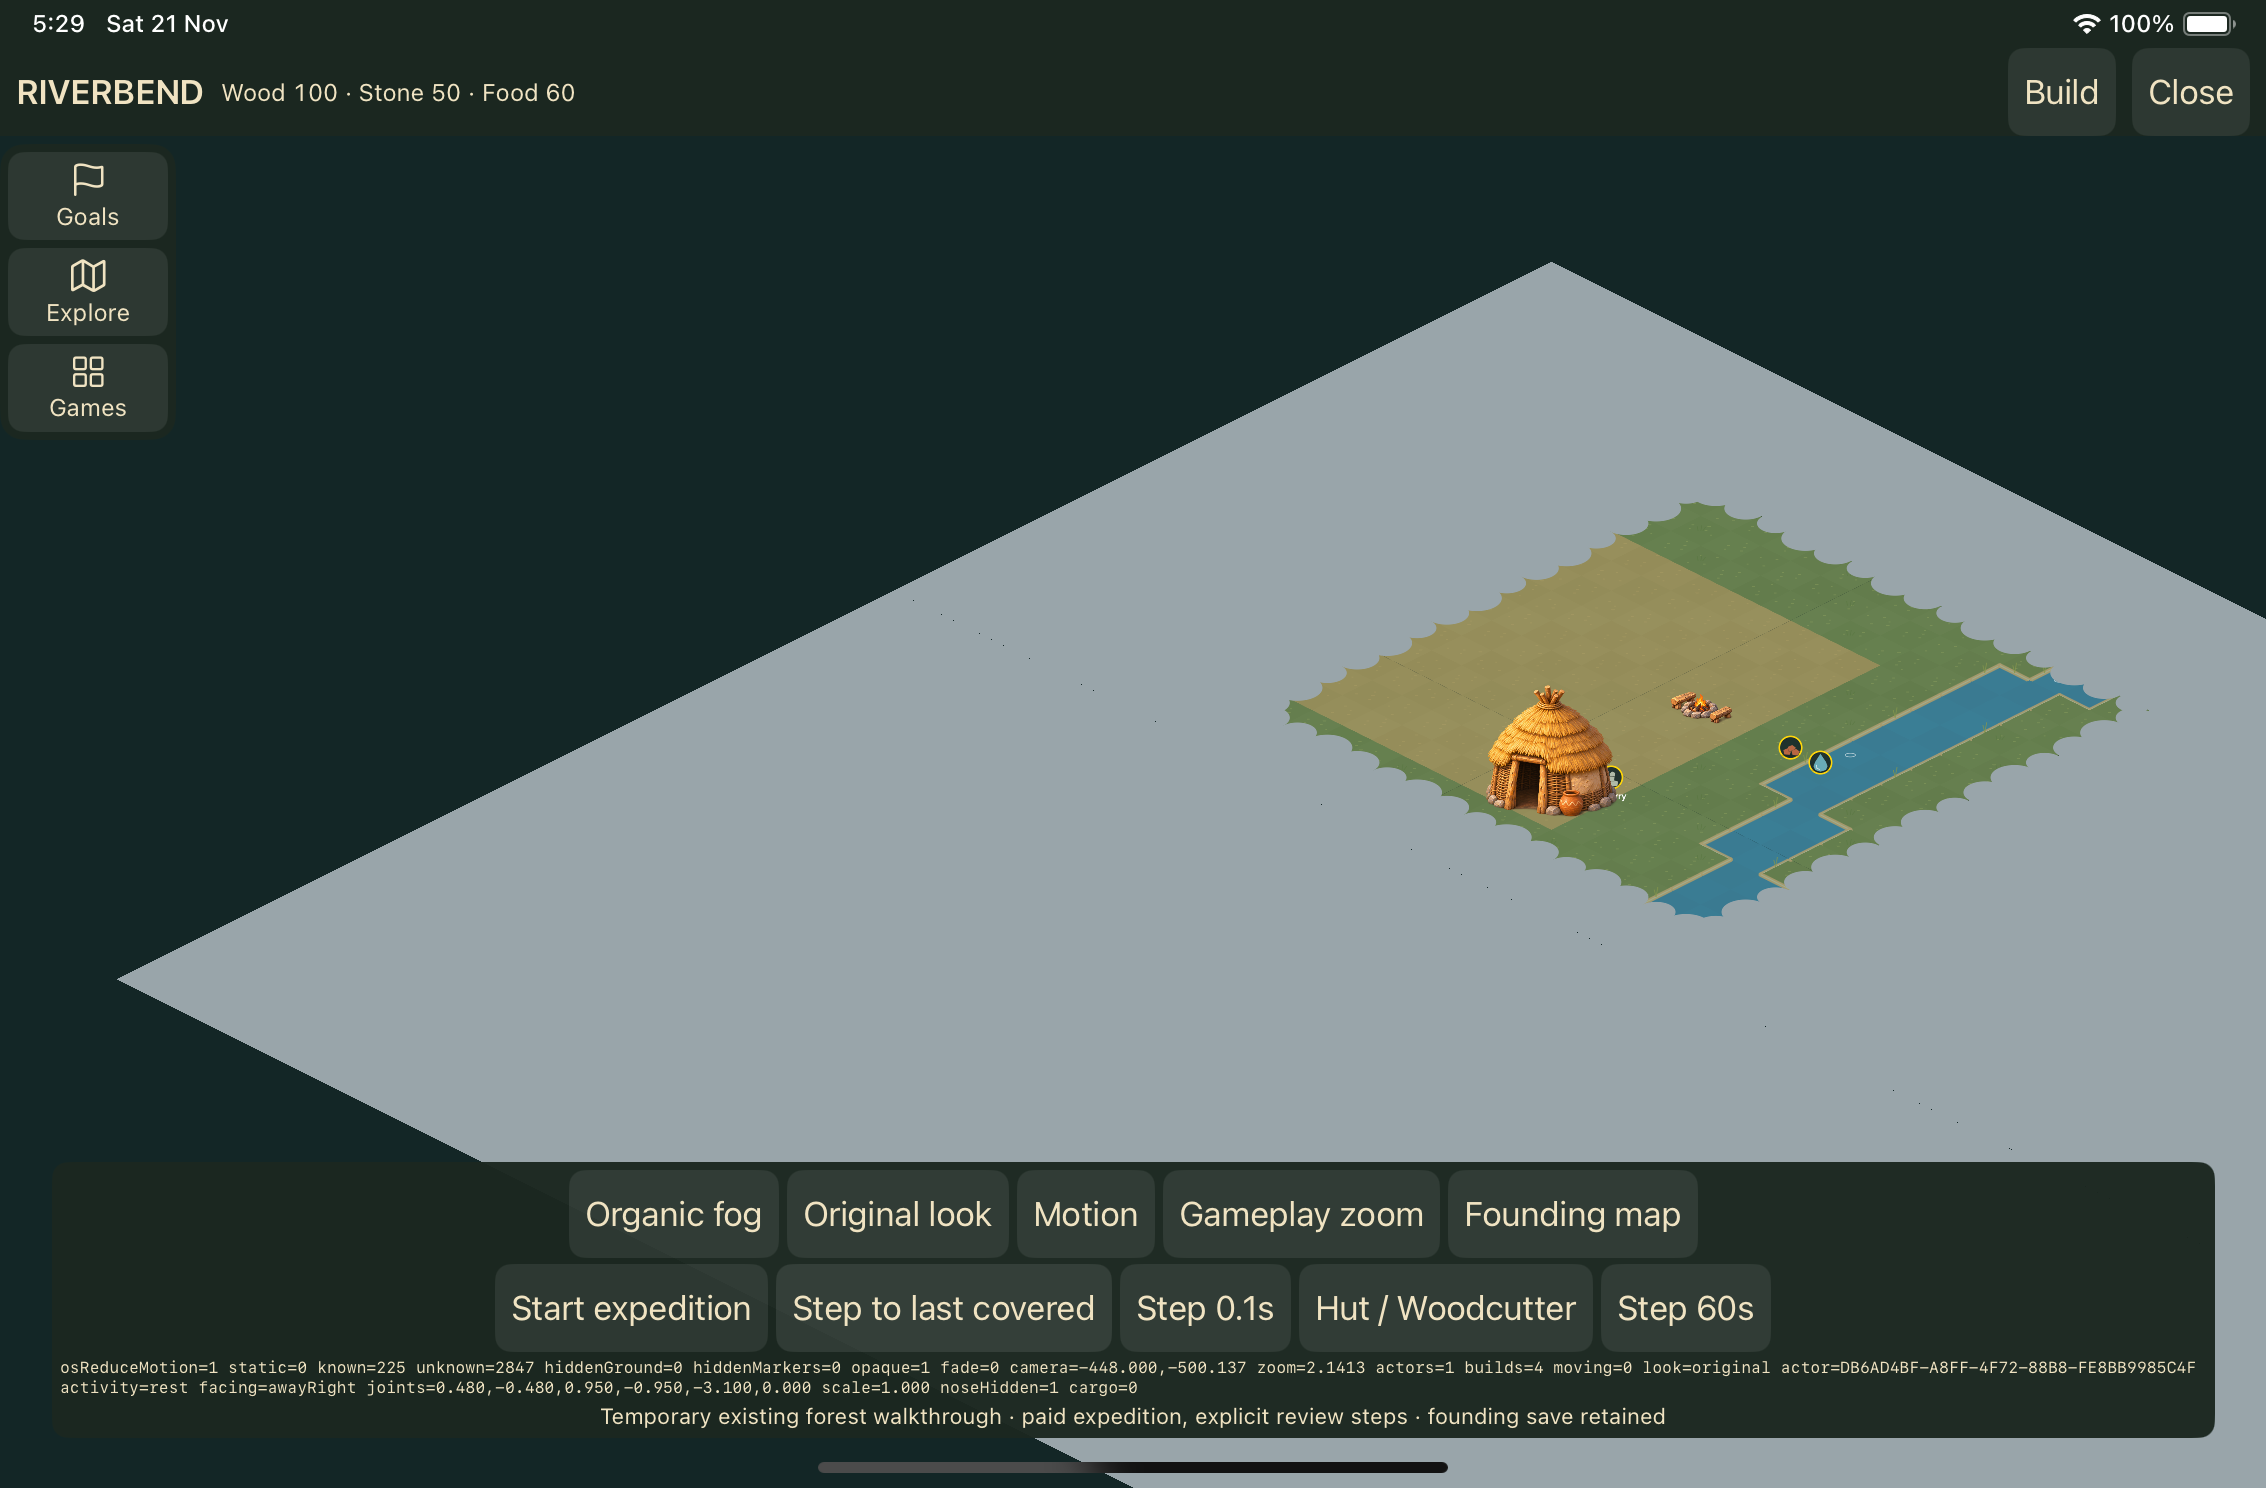 5:29 Sat 21 Nov 100%
RIVERBEND Wood 100 · Stone 50 · Food 60 Build Close
Goals
Explore
Games
Organic fog Original look Motion Gameplay zoom Founding map
Start expedition Step to last covered Step 0.1s Hut / Woodcutter Step 60s
osReduceMotion=1 static=0 known=225 unknown=2847 hiddenGround=0 hiddenMarkers=0 opaque=1 fade=0 camera=-448.000,-500.137 zoom=2.1413 actors=1 builds=4 moving=0 look=original actor=DB6AD4BF-A8FF-4F72-88B8-FE8BB9985C4F
activity=rest facing=awayRight joints=0.480,-0.480,0.950,-0.950,-3.100,0.000 scale=1.000 noseHidden=1 cargo=0
Temporary existing forest walkthrough · paid expedition, explicit review steps · founding save retained